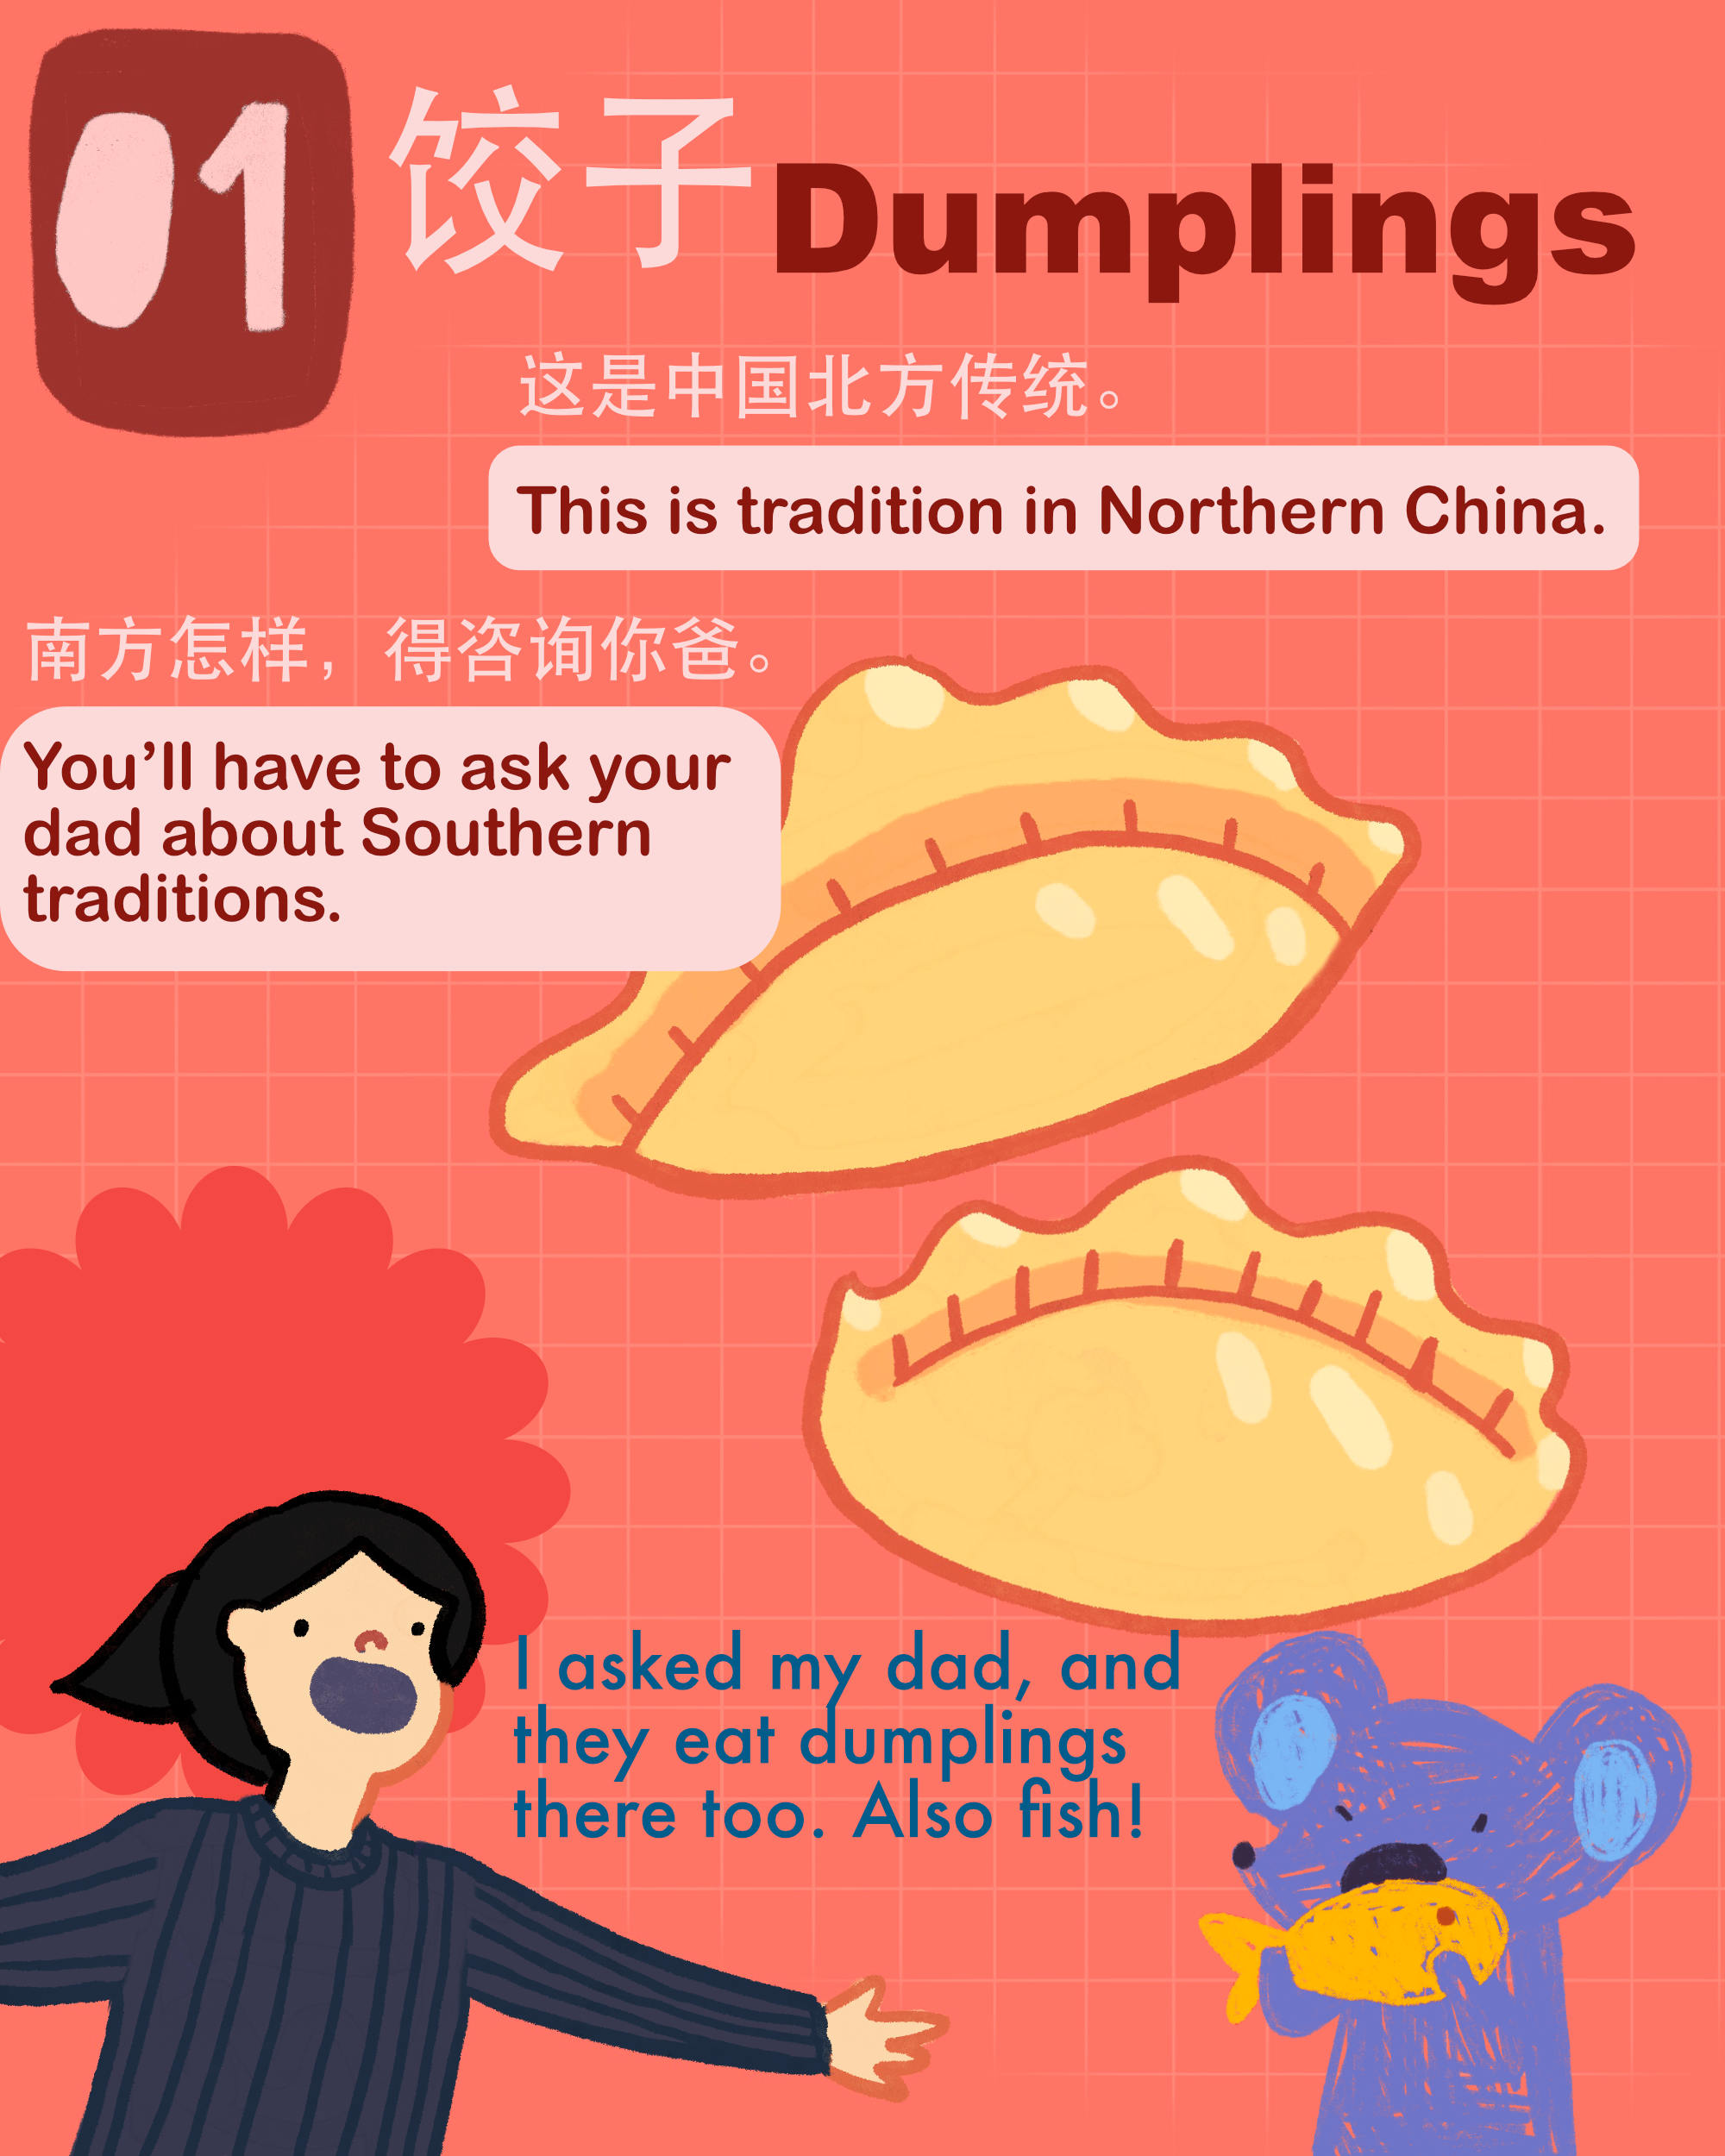 01
饺子 Dumplings
这是中国北方传统。
This is tradition in Northern China.
南方怎样，得咨询你爸。
You’ll have to ask your
dad about Southern
traditions.
I asked my dad, and
they eat dumplings
there too. Also fish!